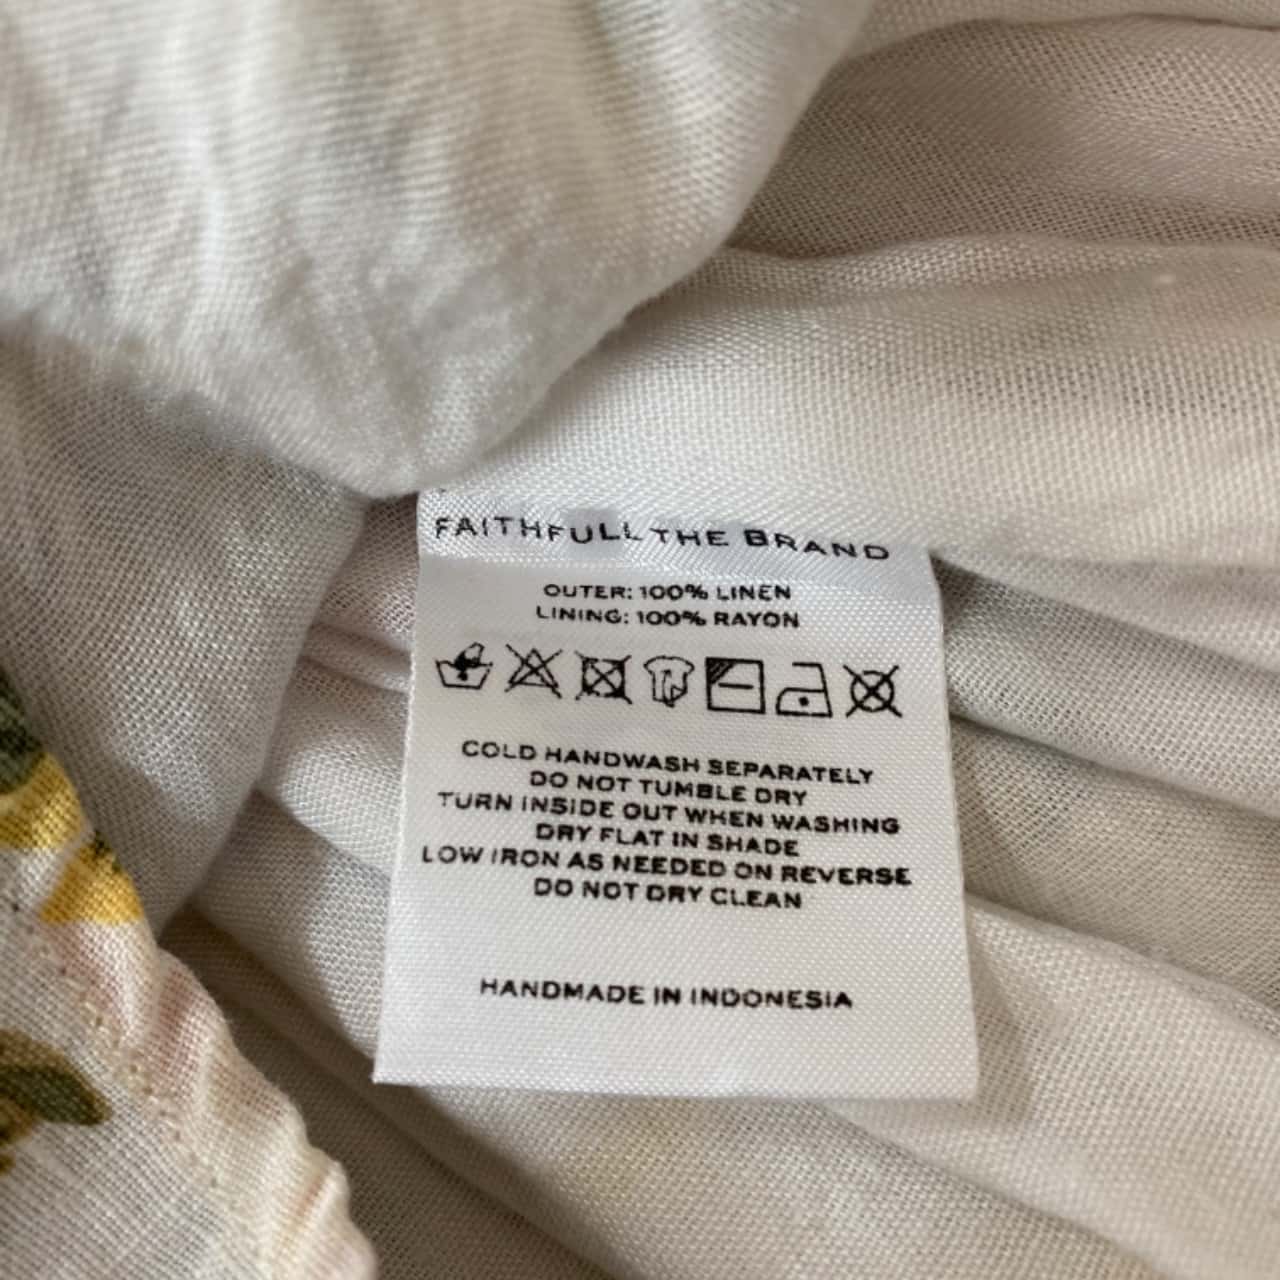 FAITHFULL THE BRAND
OUTER: 100% LINEN
LINING: 100% RAYON
COLD HANDWASH SEPARATELY
DO NOT TUMBLE DRY
TURN INSIDE OUT WHEN WASHING
DRY FLAT IN SHADE
LOW IRON AS NEEDED ON REVERSE
DO NOT DRY CLEAN
HANDMADE IN INDONESIA